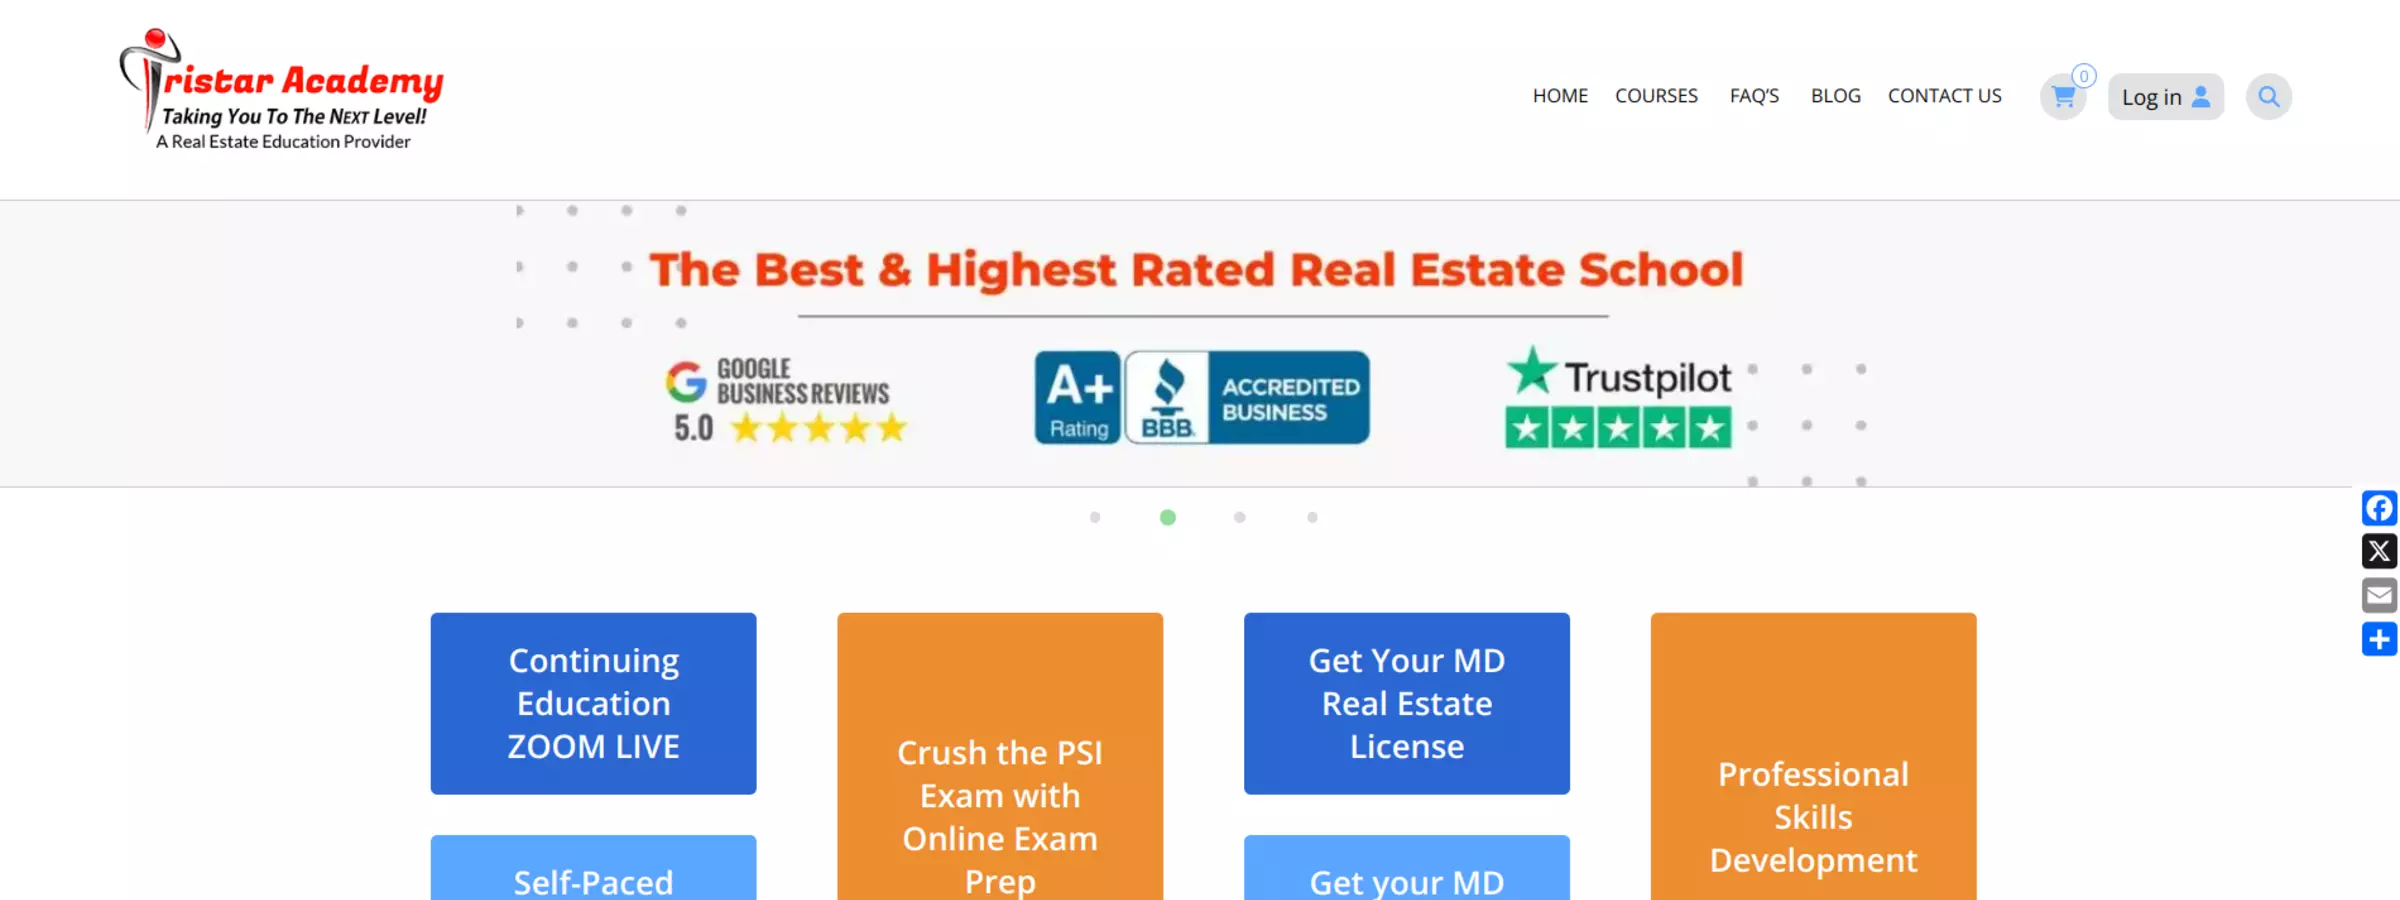 Tristar Academy
Taking You To The NEXT Level!
A Real Estate Education Provider
HOME
COURSES
FAQ'S
BLOG
CONTACT US
0
Log in
The Best & Highest Rated Real Estate School
GOOGLE
BUSINESS REVIEWS
5.0
A+
Rating
BBB.
ACCREDITED
BUSINESS
Trustpilot
Continuing
Education
ZOOM LIVE
Crush the PSI
Exam with
Online Exam
Prep
Get Your MD
Real Estate
License
Professional
Skills
Development
Self-Paced
Get your MD